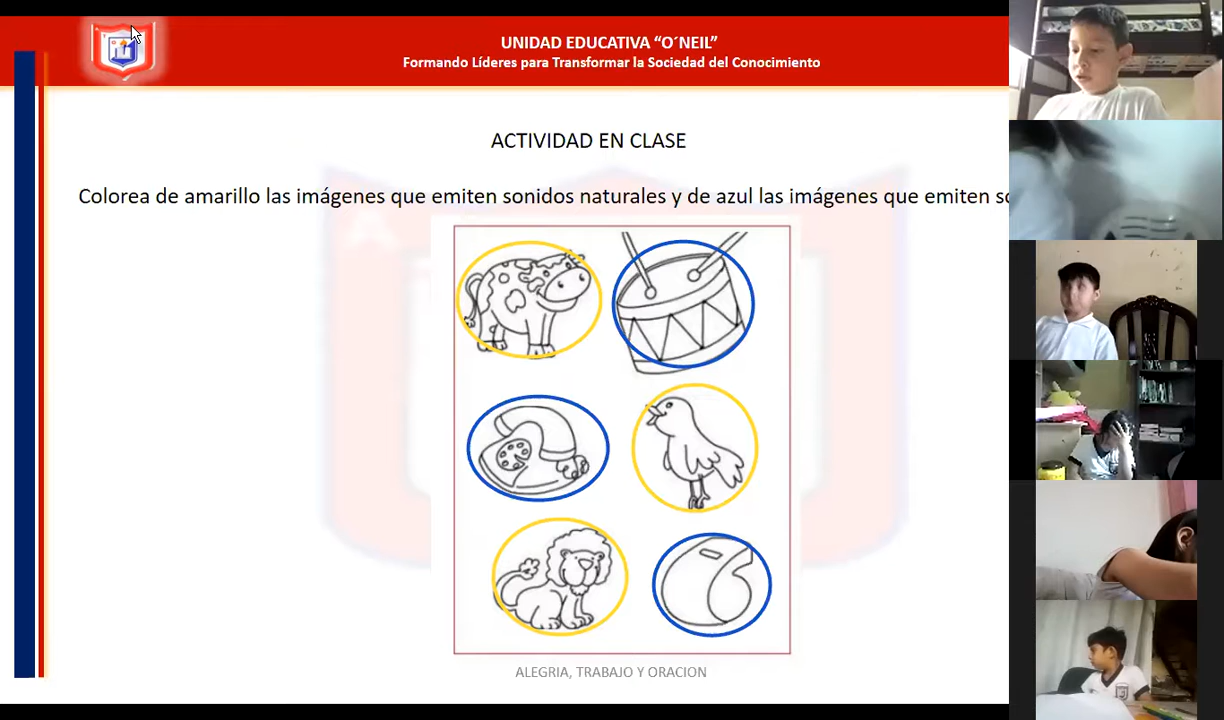 UNIDAD EDUCATIVA “O´NEIL”
Formando Líderes para Transformar la Sociedad del Conocimiento
ACTIVIDAD EN CLASE
Colorea de amarillo las imágenes que emiten sonidos naturales y de azul las imágenes que emiten
ALEGRIA, TRABAJO Y ORACION